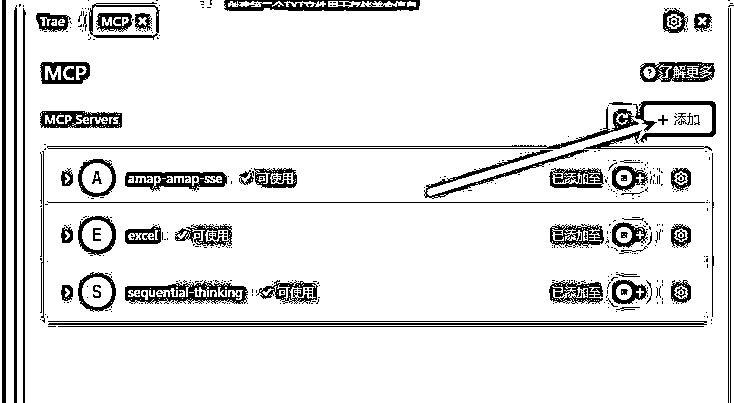 Trae MCP
MCP
了解更多
MCP Servers
+ 添加
A amap-amap-sse 可使用 已添加至
E excel 可使用 已添加至
S sequential-thinking 可使用 已添加至